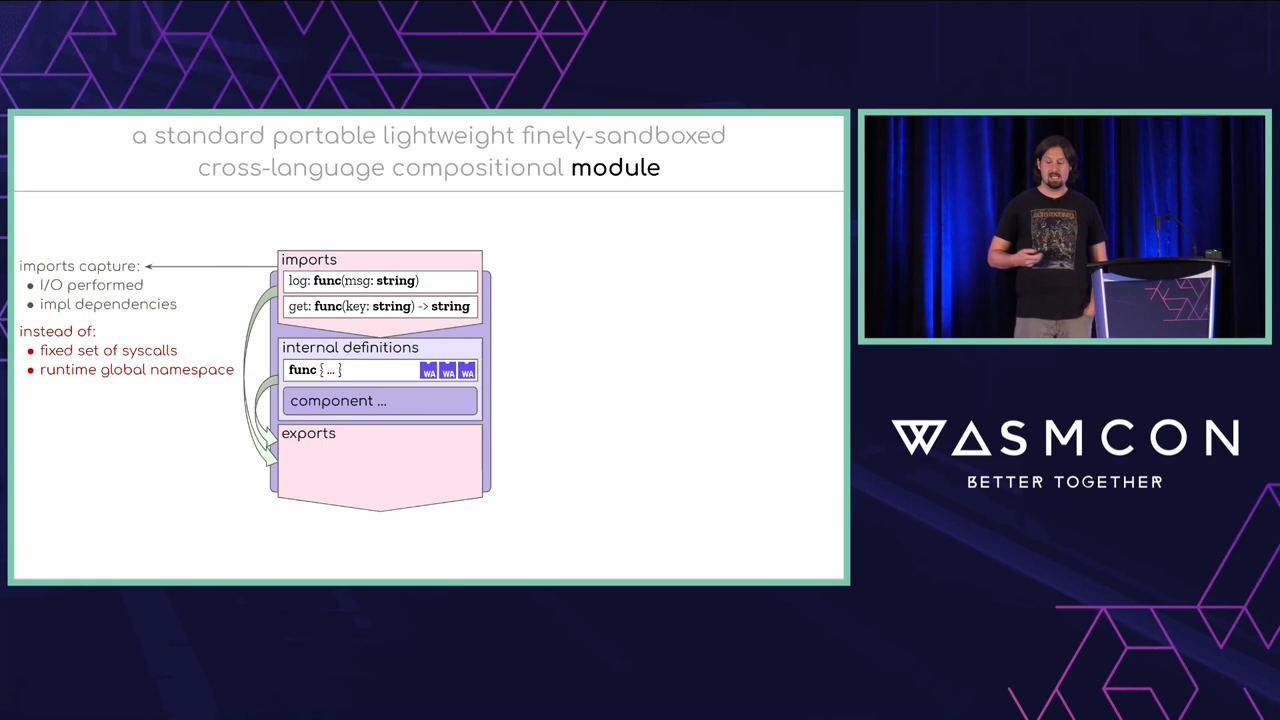 a standard portable lightweight finely-sandboxed
cross-language compositional module
imports capture:
• I/O performed
• impl dependencies
instead of:
• fixed set of syscalls
• runtime global namespace
imports
log: func(msg: string)
get: func(key: string) -> string
internal definitions
func { ... }
WA WA WA
component ...
exports
WASMCON
BETTER TOGETHER